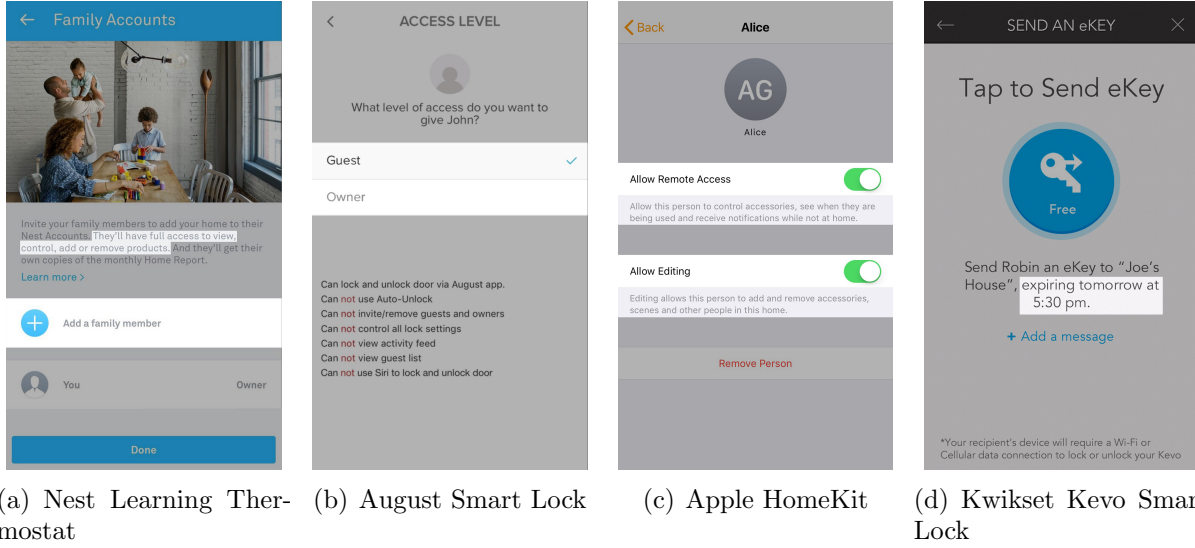 Family Accounts
Invite your family members to add your home to their
Nest Accounts. They'll have full access to view,
control, add or remove products. And they'll get their
own copies of the monthly Home Report.
Learn more >
Add a family member
You Owner
Done
(a) Nest Learning Ther-
mostat
ACCESS LEVEL
What level of access do you want to
give John?
Guest
Owner
Can lock and unlock door via August app.
Can not use Auto-Unlock
Can not invite/remove guests and owners
Can not control all lock settings
Can not view activity feed
Can not view guest list
Can not use Siri to lock and unlock door
(b) August Smart Lock
Back Alice
AG
Alice
Allow Remote Access
Allow this person to control accessories, see when they are
being used and receive notifications while not at home.
Allow Editing
Editing allows this person to add and remove accessories,
scenes and other people in this home.
Remove Person
(c) Apple HomeKit
SEND AN eKEY
Tap to Send eKey
Free
Send Robin an eKey to “Joe's
House”, expiring tomorrow at
5:30 pm.
+ Add a message
*Your recipient's device will require a Wi-Fi or
Cellular data connection to lock or unlock your Kevo
(d) Kwikset Kevo Smart
Lock